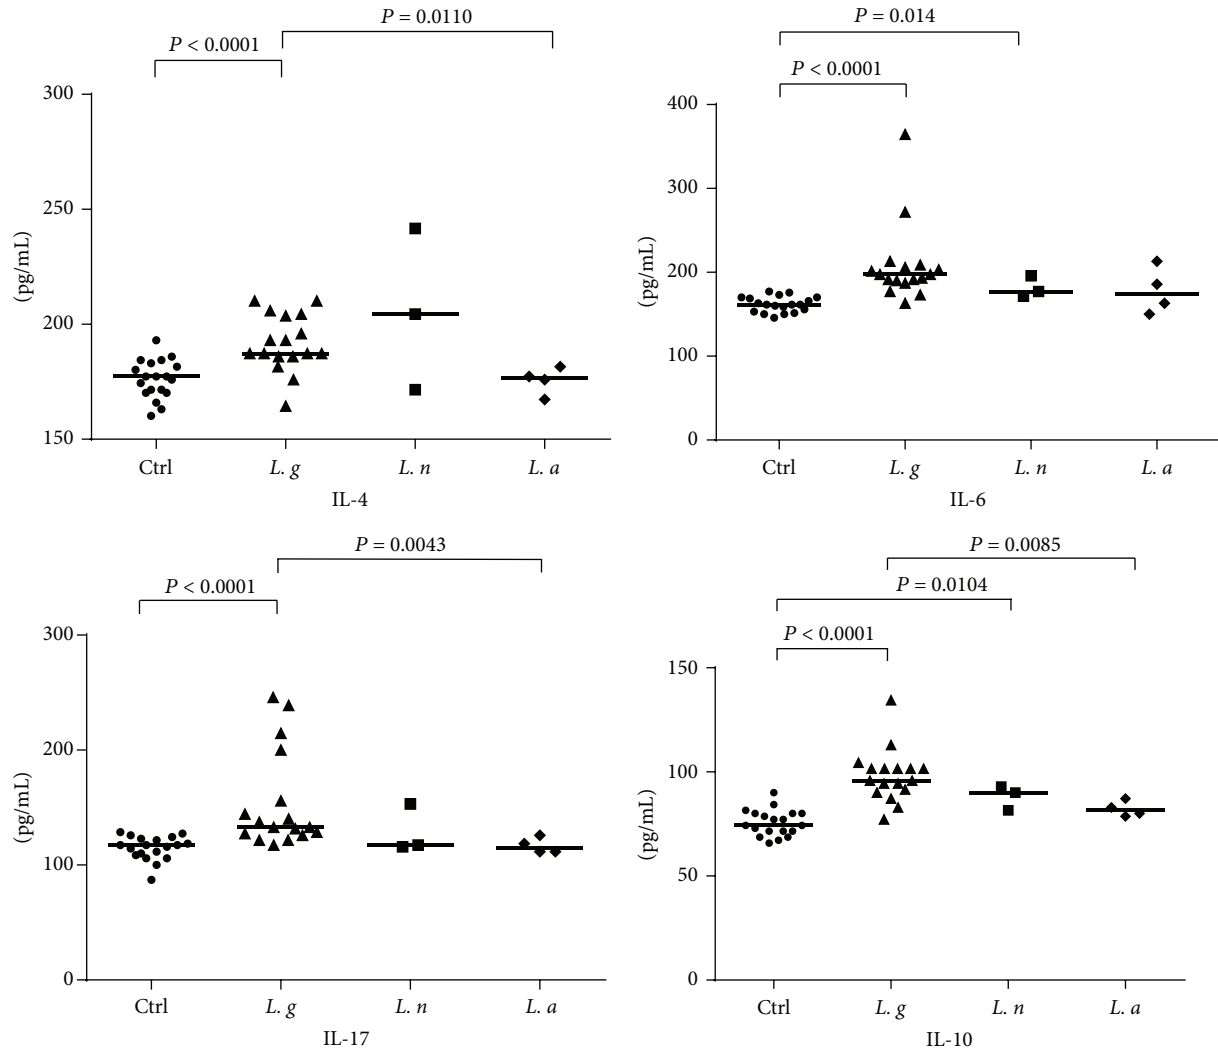 P = 0.0110
P < 0.0001
300
250
200
150
(pg/mL)
Ctrl
L. g
L. n
L. a
IL-4
P = 0.014
P < 0.0001
400
300
200
100
0
(pg/mL)
Ctrl
L. g
L. n
L. a
IL-6
P = 0.0043
P < 0.0001
300
200
100
0
(pg/mL)
Ctrl
L. g
L. n
L. a
IL-17
P = 0.0085
P = 0.0104
P < 0.0001
150
100
50
0
(pg/mL)
Ctrl
L. g
L. n
L. a
IL-10